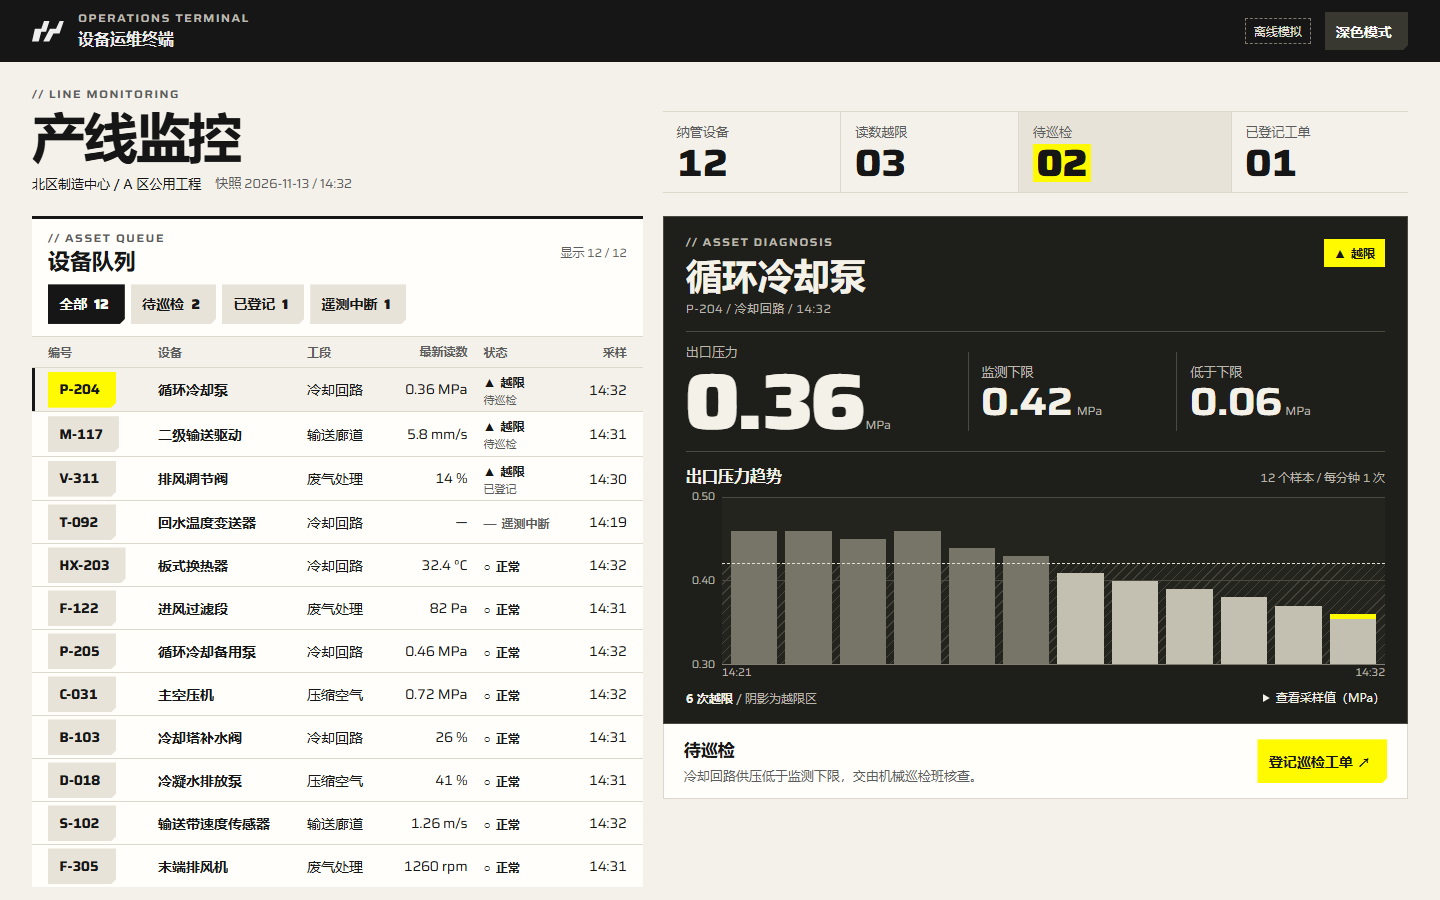 OPERATIONS TERMINAL
设备运维终端
离线模拟
深色模式
// LINE MONITORING
产线监控
北区制造中心 / A 区公用工程 快照 2026-11-13 / 14:32
纳管设备
12
读数越限
03
待巡检
02
已登记工单
01
// ASSET QUEUE
设备队列
显示 12 / 12
全部 12
待巡检 2
已登记 1
遥测中断 1
编号 设备 工段 最新读数 状态 采样
P-204 循环冷却泵 冷却回路 0.36 MPa ▲ 越限 待巡检 14:32
M-117 二级输送驱动 输送廊道 5.8 mm/s ▲ 越限 待巡检 14:31
V-311 排风调节阀 废气处理 14 % ▲ 越限 已登记 14:30
T-092 回水温度变送器 冷却回路 — — 遥测中断 14:19
HX-203 板式换热器 冷却回路 32.4 °C ○ 正常 14:32
F-122 进风过滤段 废气处理 82 Pa ○ 正常 14:31
P-205 循环冷却备用泵 冷却回路 0.46 MPa ○ 正常 14:32
C-031 主空压机 压缩空气 0.72 MPa ○ 正常 14:32
B-103 冷却塔补水阀 冷却回路 26 % ○ 正常 14:31
D-018 冷凝水排放泵 压缩空气 41 % ○ 正常 14:31
S-102 输送带速度传感器 输送廊道 1.26 m/s ○ 正常 14:32
F-305 末端排风机 废气处理 1260 rpm ○ 正常 14:31
// ASSET DIAGNOSIS
循环冷却泵
P-204 / 冷却回路 / 14:32
▲ 越限
出口压力
0.36 MPa
监测下限
0.42 MPa
低于下限
0.06 MPa
出口压力趋势
12 个样本 / 每分钟 1 次
0.50
0.40
0.30
14:21
14:32
6 次越限 / 阴影为越限区
▶ 查看采样值（MPa）
待巡检
冷却回路供压低于监测下限，交由机械巡检班核查。
登记巡检工单 ↗